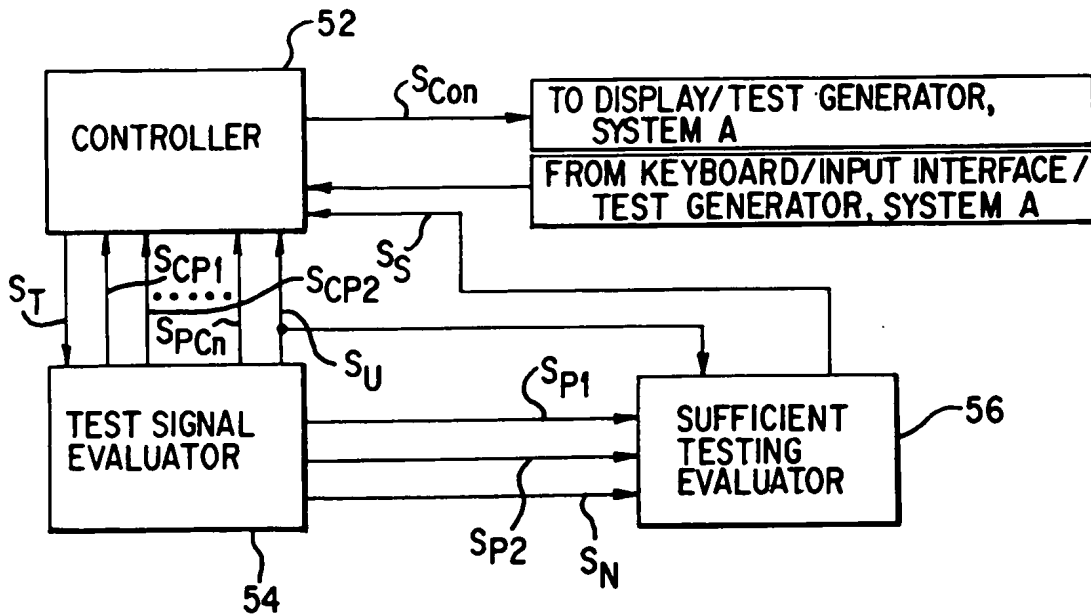 52
S_Con
CONTROLLER
TO DISPLAY/TEST GENERATOR,
SYSTEM A
FROM KEYBOARD/INPUT INTERFACE/
TEST GENERATOR, SYSTEM A
S_S
S_T
S_CP1
S_CP2
S_PCn
S_U
S_P1
TEST SIGNAL
EVALUATOR
SUFFICIENT
TESTING
EVALUATOR
56
S_P2
S_N
54